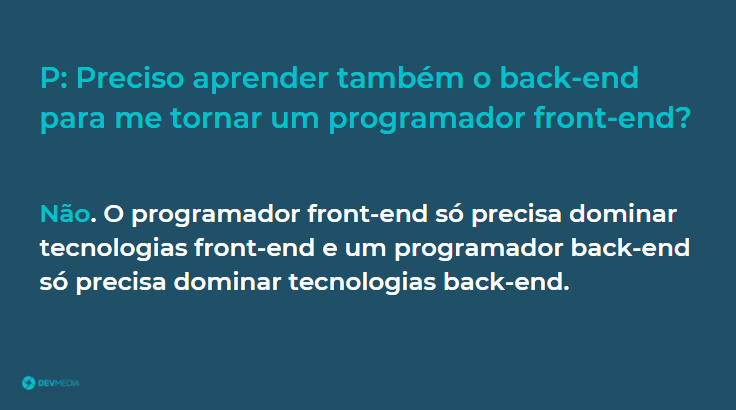 P: Preciso aprender também o back-end
para me tornar um programador front-end?
Não. O programador front-end só precisa dominar
tecnologias front-end e um programador back-end
só precisa dominar tecnologias back-end.
DEVMEDIA